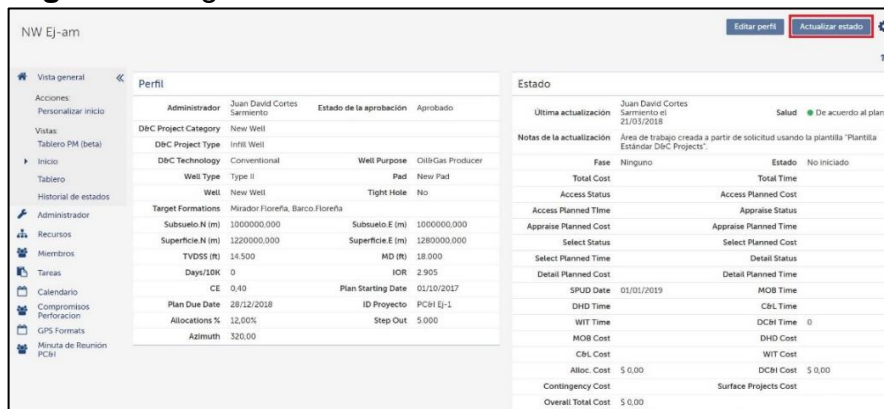 NW Ej-am
Editar perfil Actualizar estado
Vista general
Acciones:
Personalizar inicio
Vistas:
Tablero PM (beta)
Inicio
Tablero
Historial de estados
Administrador
Recursos
Miembros
Tareas
Calendario
Compromisos
Perforacion
GPS Formats
Minuta de Reunión
PC&I
Perfil
Administrador Juan David Cortes Sarmiento Estado de la aprobación Aprobado
D&C Project Category New Well
D&C Project Type Infill Well
D&C Technology Conventional Well Purpose Oil&Gas Producer
Well Type Type II Pad New Pad
Well New Well Tight Hole No
Target Formations Mirador.Floreña, Barco.Floreña
Subsuelo.N (m) 1000000,000 Subsuelo.E (m) 1000000,000
Superficie.N (m) 1220000,000 Superficie.E (m) 1280000,000
TVDSS (ft) 14.500 MD (ft) 18.000
Days/10K 0 IOR 2.905
CE 0,40 Plan Starting Date 01/10/2017
Plan Due Date 28/12/2018 ID Proyecto PC&I Ej-1
Allocations % 12,00% Step Out 5.000
Azimuth 320,00
Estado
Última actualización Juan David Cortes Sarmiento el 21/03/2018 Salud De acuerdo al plan
Notas de la actualización Área de trabajo creada a partir de solicitud usando la plantilla "Plantilla
Estándar D&C Projects".
Fase Ninguno Estado No iniciado
Total Cost Total Time
Access Status Access Planned Cost
Access Planned TIme Appraise Status
Appraise Planned Cost Appraise Planned Time
Select Status Select Planned Cost
Select Planned Time Detail Status
Detail Planned Cost Detail Planned Time
SPUD Date 01/01/2019 MOB Time
DHD Time C&L Time
WIT Time DC&I Time 0
MOB Cost DHD Cost
C&L Cost WIT Cost
Alloc. Cost $ 0,00 DC&I Cost $ 0,00
Contingency Cost Surface Projects Cost
Overall Total Cost $ 0,00